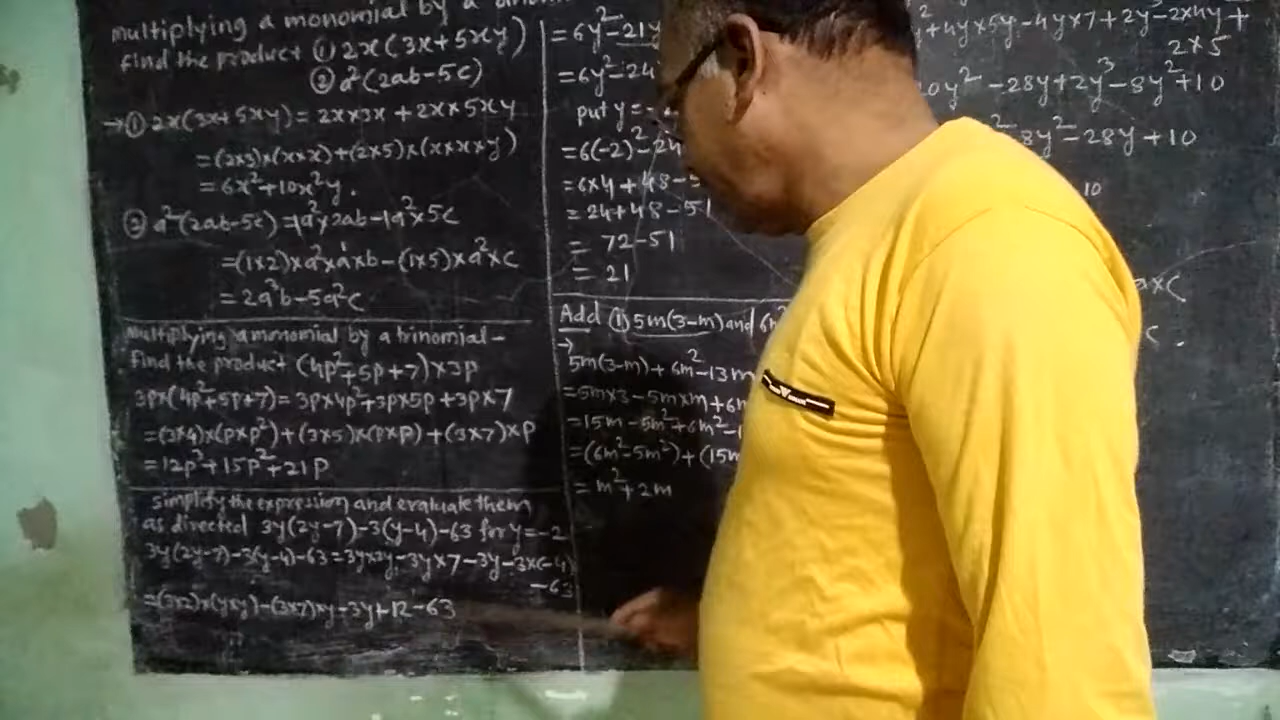 multiplying a monomial by a
find the product ① 2x(3x+5xy)
② a²(2ab-5c)
→① 2x(3x+5xy) = 2x×3x + 2x×5xy
= (2×3)×(x×x)+(2×5)×(x×x×y)
= 6x²+10x²y.
② a²(2ab-5c) = 1a²×2ab-1a²×5c
= (1×2)×a²×a¹×b-(1×5)×a²×c
= 2a³b-5a²c
Multiplying a monomial by a trinomial-
Find the product (4p²+5p+7)×3p
3p×(4p²+5p+7) = 3p×4p²+3p×5p+3p×7
= (3×4)×(p×p²)+(3×5)×(p×p)+(3×7)×p
= 12p³+15p²+21p
Simplify the expression and evaluate them
as directed 3y(2y-7)-3(y-4)-63 for y=-2
3y(2y-7)-3(y-4)-63 = 3y×2y-3y×7-3y-3×(-4)
-63
= (3×2)×(y×y)-(3×7)×y-3y+12-63
= 6y²-21y
= 6y²-24
put y=-2
= 6(-2)²-24
= 6×4+48-5
= 24+48-51
= 72-51
= 21
Add ① 5m(3-m) and 6m²
→
5m(3-m)+6m²-13m
= 5m×3-5m×m+6m
= 15m-5m²+6m²-1
= (6m²-5m²)+(15m
= m²+2m
+4y×5y-4y×7+2y³-2×4y+
2×5
0y²-28y+2y³-8y²+10
8y²-28y+10
10
a×c
c.